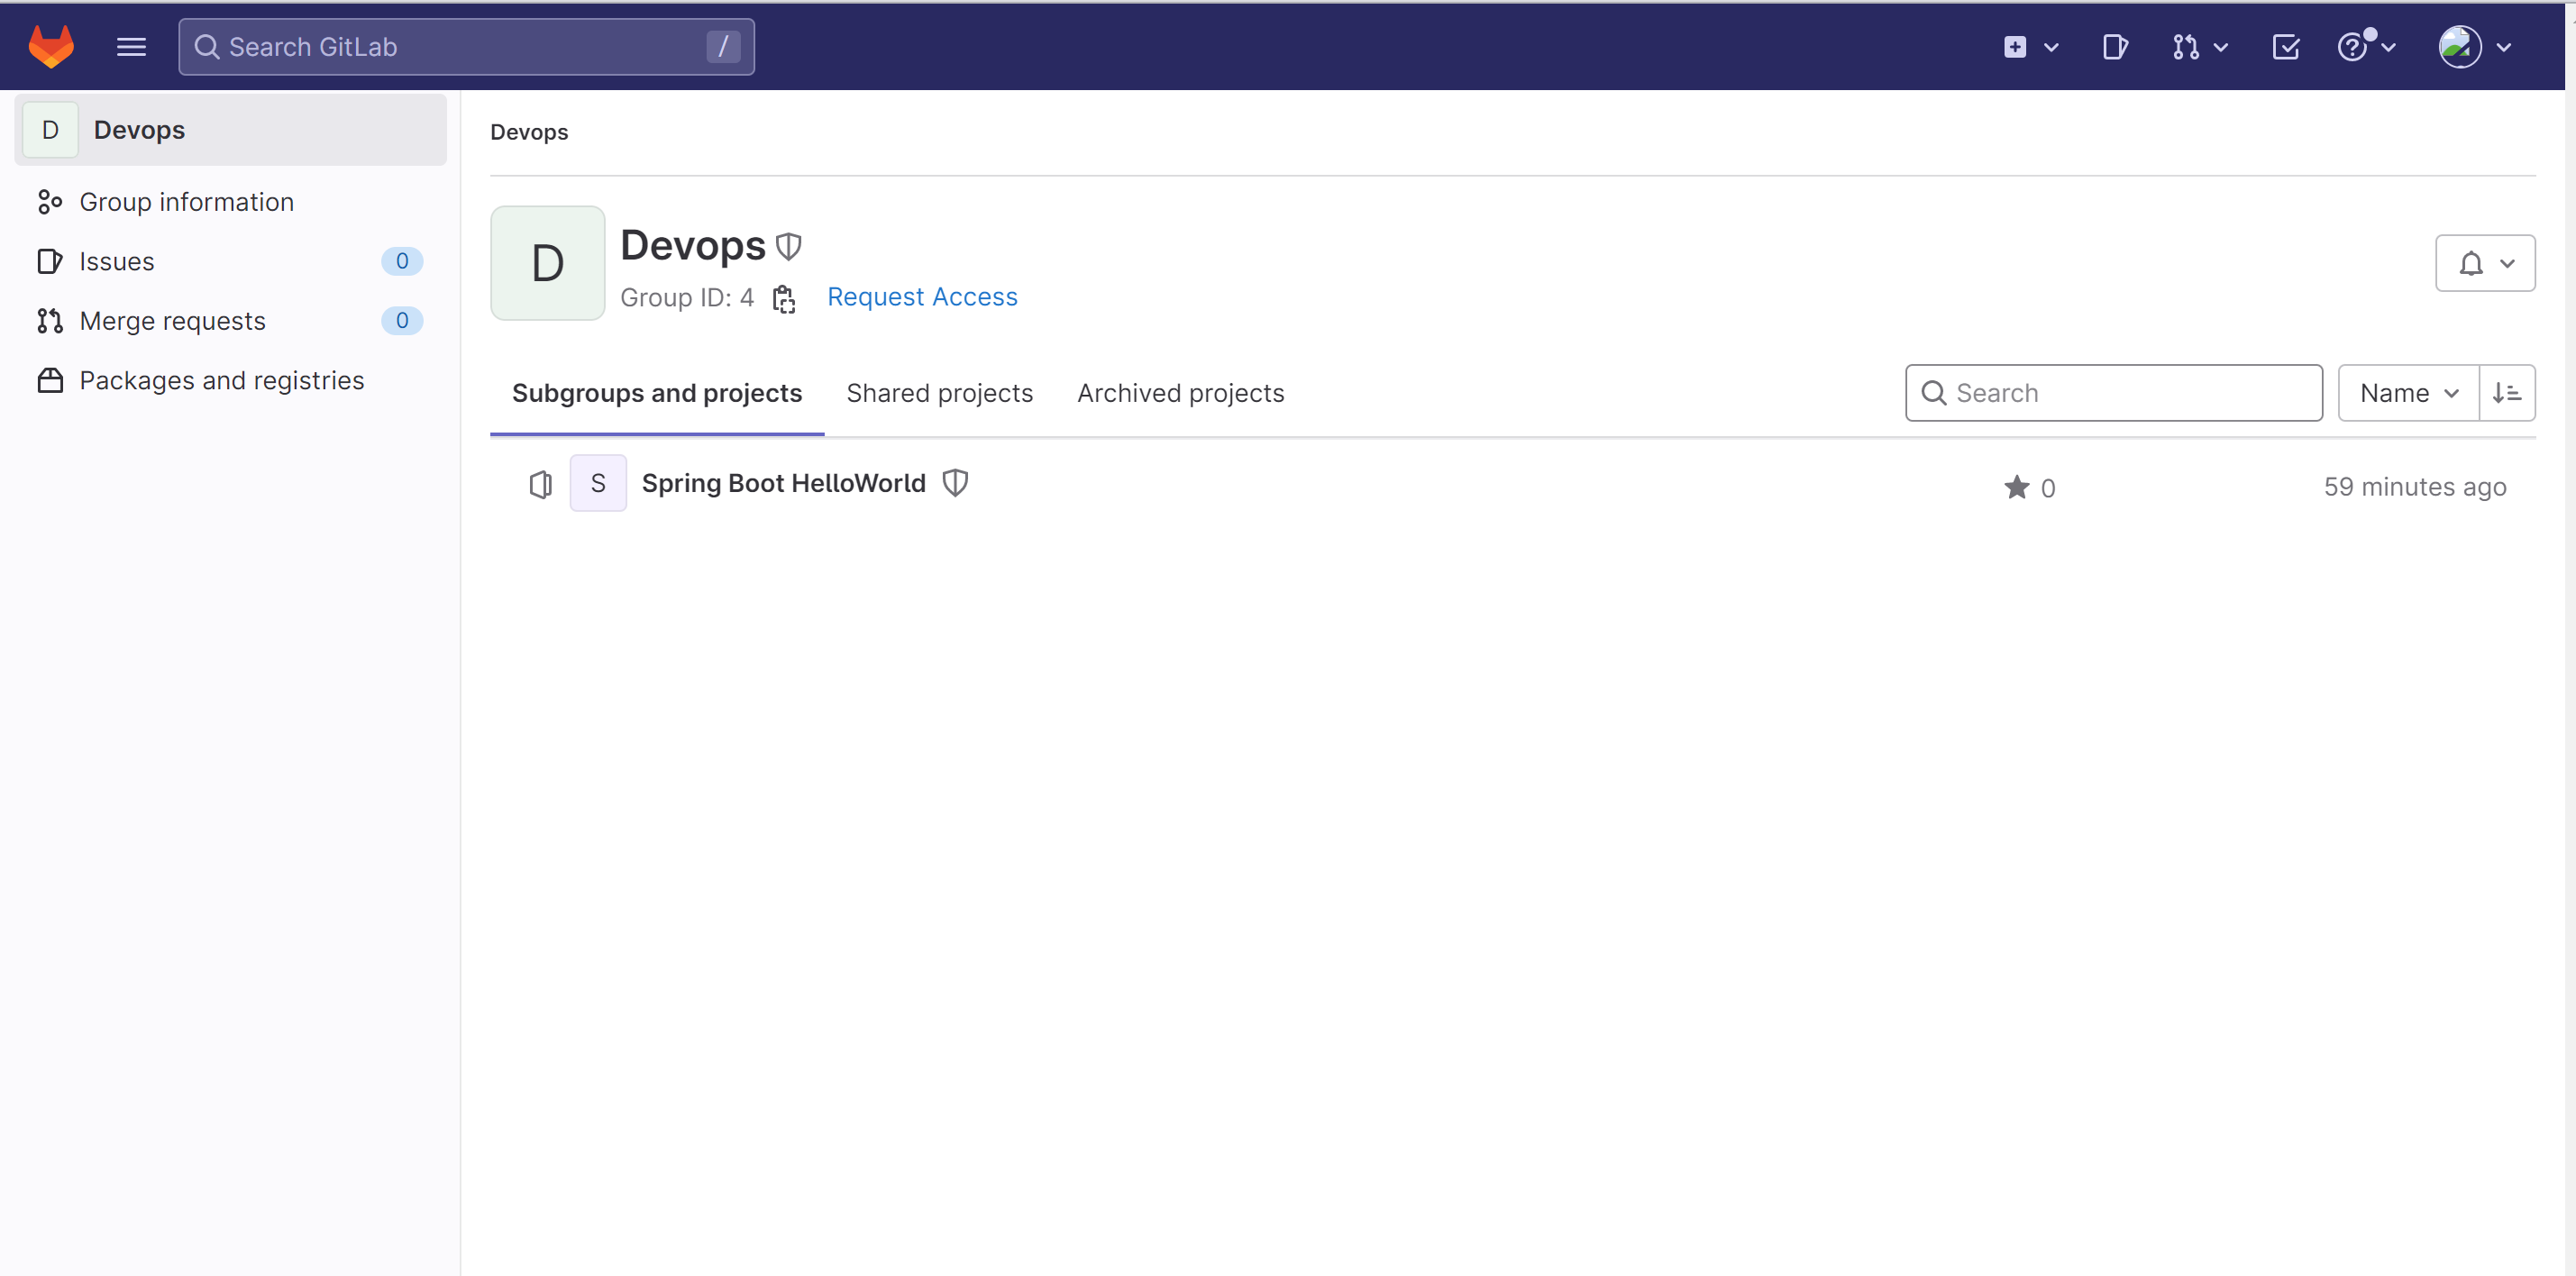 Search GitLab /
D Devops
Group information
Issues 0
Merge requests 0
Packages and registries
Devops
D
Devops
Group ID: 4 Request Access
Subgroups and projects Shared projects Archived projects Search Name
S Spring Boot HelloWorld 0 59 minutes ago